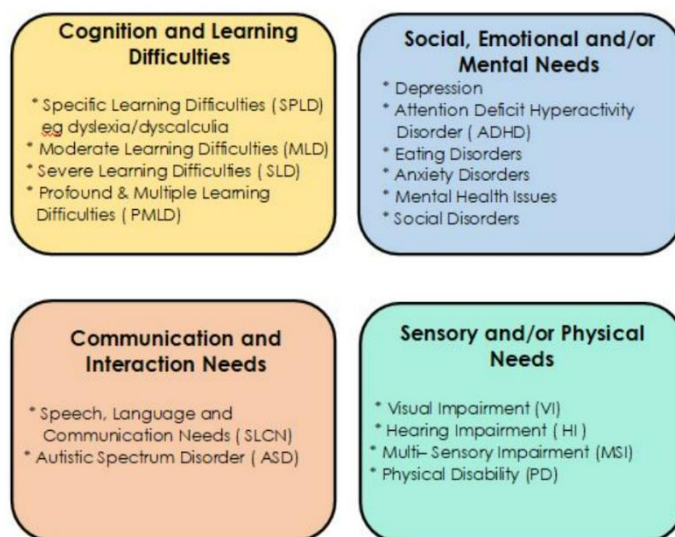 Cognition and Learning
Difficulties
* Specific Learning Difficulties ( SPLD)
eg dyslexia/dyscalculia
* Moderate Learning Difficulties (MLD)
* Severe Learning Difficulties ( SLD)
* Profound & Multiple Learning
Difficulties ( PMLD)
Social, Emotional and/or
Mental Needs
* Depression
* Attention Deficit Hyperactivity
Disorder ( ADHD)
* Eating Disorders
* Anxiety Disorders
* Mental Health Issues
* Social Disorders
Communication and
Interaction Needs
* Speech, Language and
Communication Needs ( SLCN)
* Autistic Spectrum Disorder ( ASD)
Sensory and/or Physical
Needs
* Visual Impairment (VI)
* Hearing Impairment ( HI )
* Multi– Sensory Impairment (MSI)
* Physical Disability (PD)